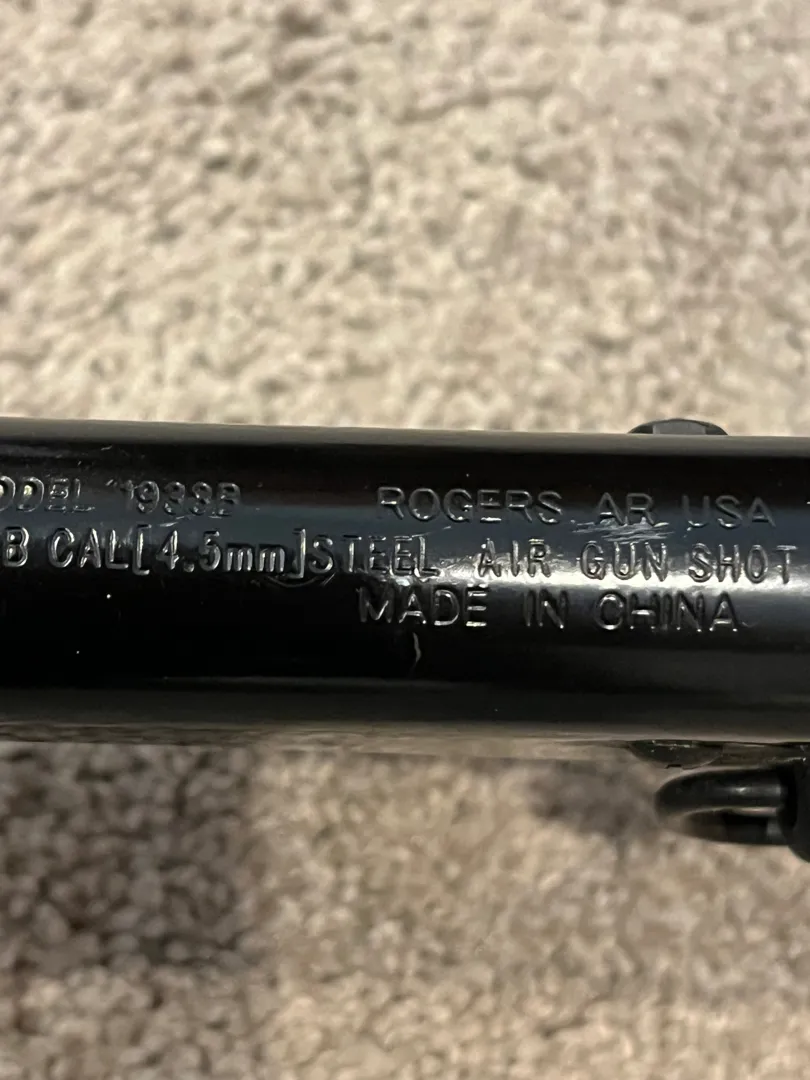 ODEL 1938B ROGERS AR USA
B CAL[4.5mm]STEEL AIR GUN SHOT
MADE IN CHINA